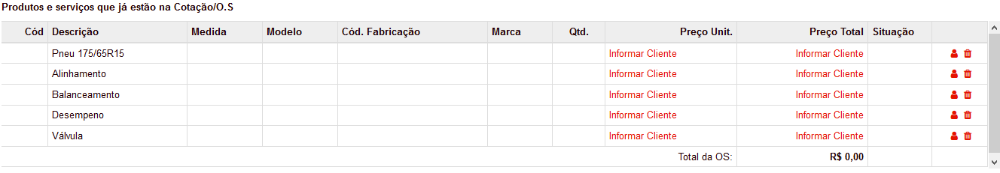 Produtos e serviços que já estão na Cotação/O.S
Cód Descrição Medida Modelo Cód. Fabricação Marca Qtd. Preço Unit. Preço Total Situação
Pneu 175/65R15 Informar Cliente Informar Cliente
Alinhamento Informar Cliente Informar Cliente
Balanceamento Informar Cliente Informar Cliente
Desempeno Informar Cliente Informar Cliente
Válvula Informar Cliente Informar Cliente
Total da OS: R$ 0,00